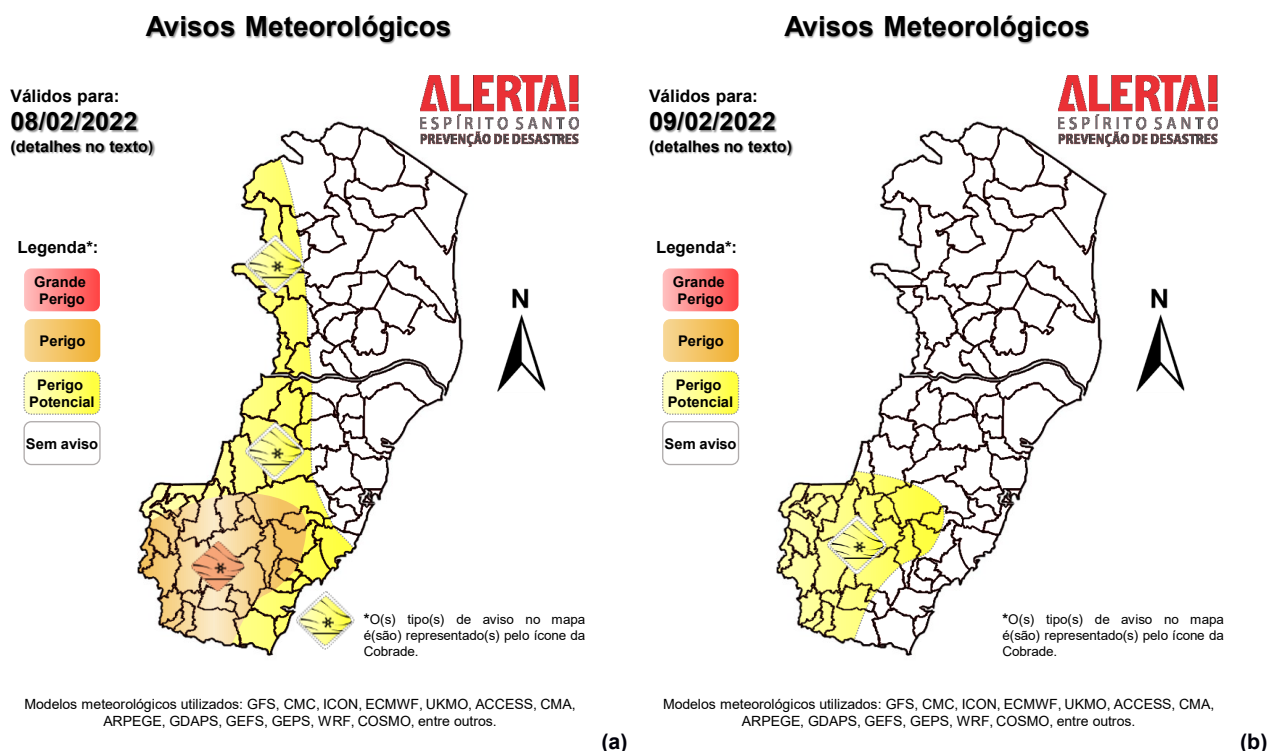 Avisos Meteorológicos
Válidos para:
08/02/2022
(detalhes no texto)
ALERTA!
ESPÍRITO SANTO
PREVENÇÃO DE DESASTRES
Legenda*:
Grande
Perigo
Perigo
Perigo
Potencial
Sem aviso
N
*O(s) tipo(s) de aviso no mapa
é(são) representado(s) pelo ícone da
Cobrade.
Modelos meteorológicos utilizados: GFS, CMC, ICON, ECMWF, UKMO, ACCESS, CMA,
ARPEGE, GDAPS, GEFS, GEPS, WRF, COSMO, entre outros.
(a)
Avisos Meteorológicos
Válidos para:
09/02/2022
(detalhes no texto)
ALERTA!
ESPÍRITO SANTO
PREVENÇÃO DE DESASTRES
Legenda*:
Grande
Perigo
Perigo
Perigo
Potencial
Sem aviso
N
*O(s) tipo(s) de aviso no mapa
é(são) representado(s) pelo ícone da
Cobrade.
Modelos meteorológicos utilizados: GFS, CMC, ICON, ECMWF, UKMO, ACCESS, CMA,
ARPEGE, GDAPS, GEFS, GEPS, WRF, COSMO, entre outros.
(b)